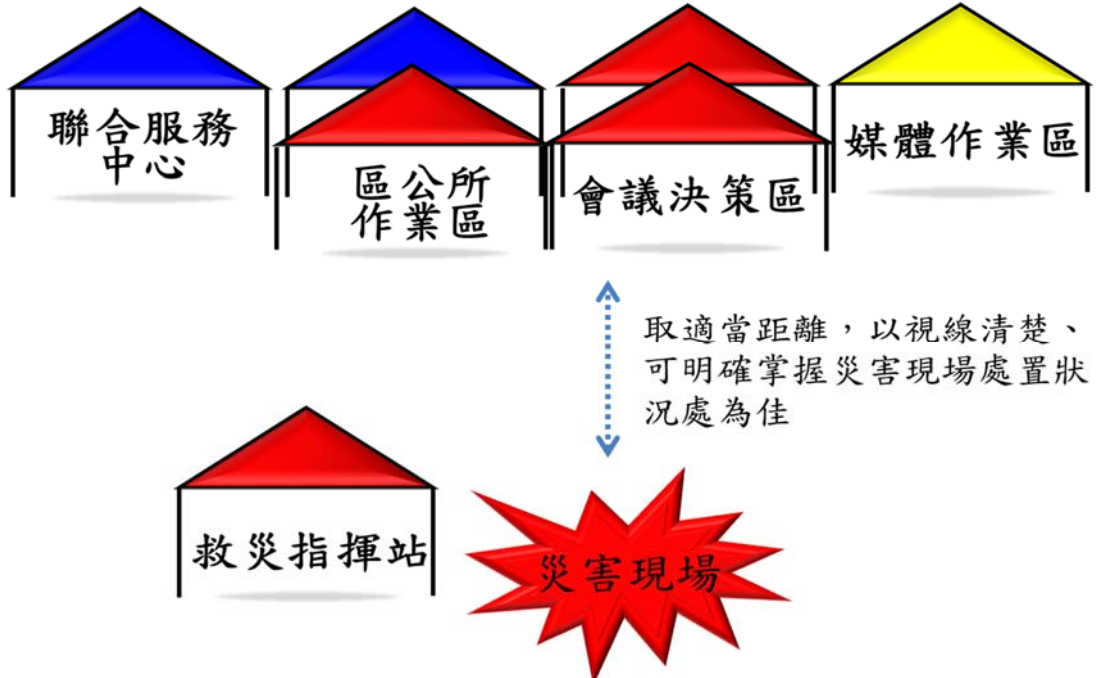 聯合服務
中心
區公所
作業區
會議決策區
媒體作業區
取適當距離，以視線清楚、
可明確掌握災害現場處置狀
況處為佳
救災指揮站
災害現場